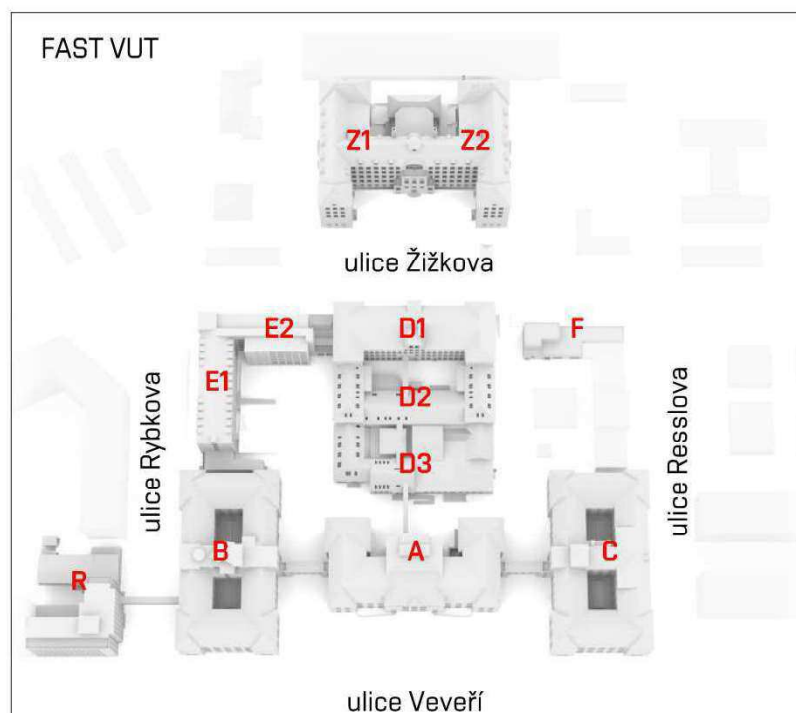 FAST VUT
Z1 Z2
ulice Žižkova
E2 D1 F
E1 D2
ulice Rybkova
ulice Resslova
D3
B A C
R
ulice Veveří